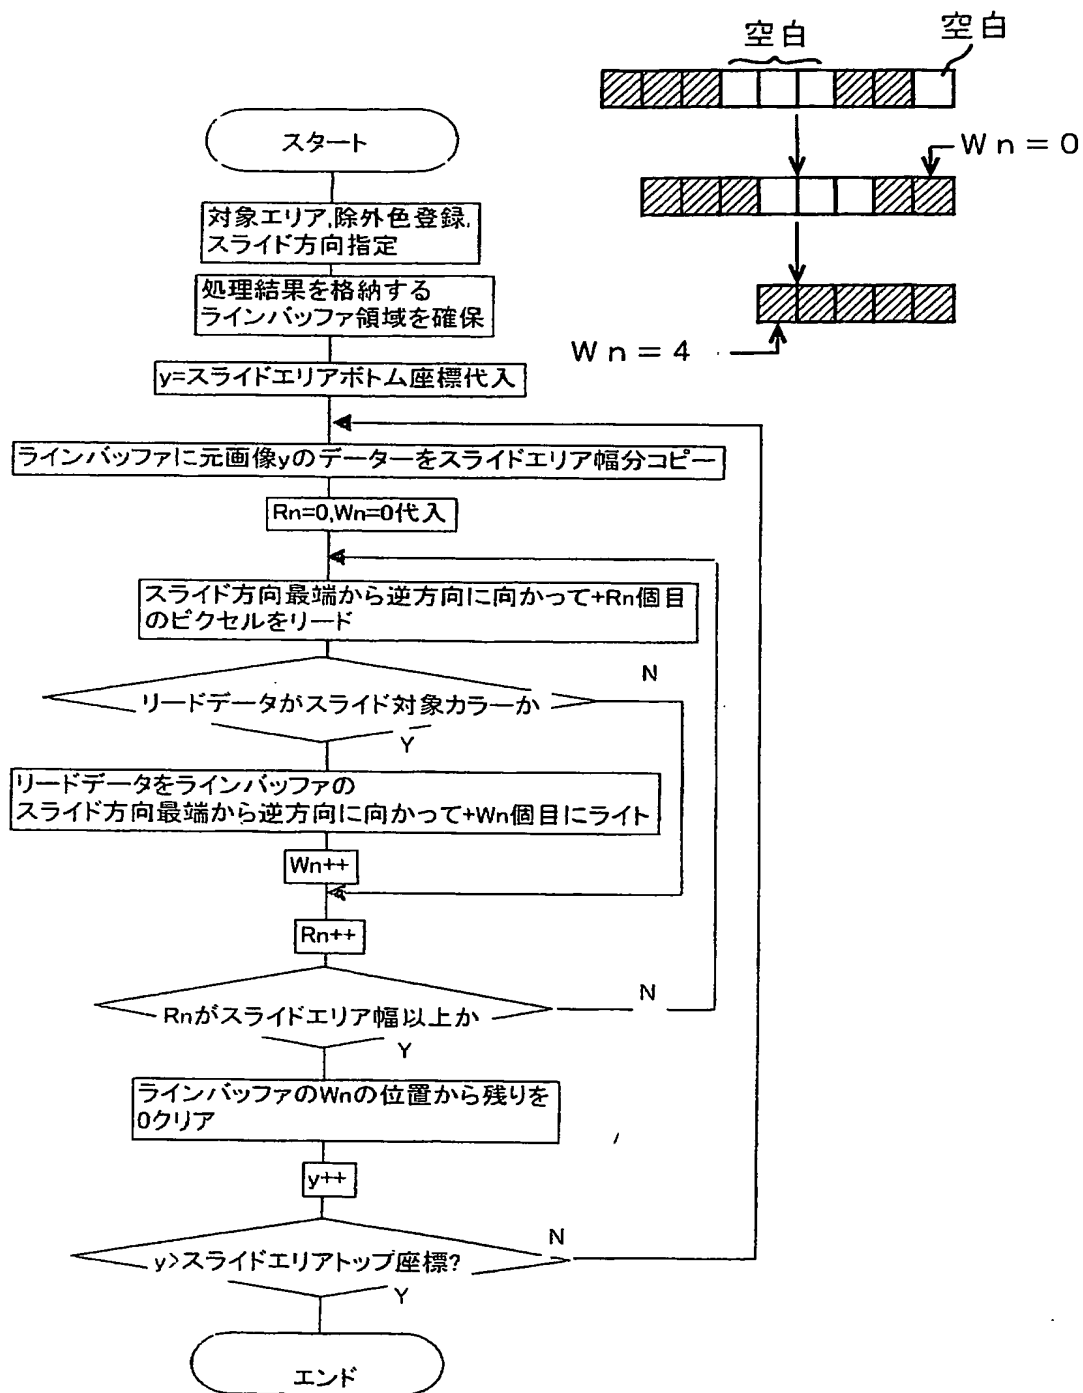 空白
空白
Wn=0
Wn=4
スタート
対象エリア,除外色登録,
スライド方向指定
処理結果を格納する
ラインバッファ領域を確保
y=スライドエリアボトム座標代入
ラインバッファに元画像yのデーターをスライドエリア幅分コピー
Rn=0,Wn=0代入
スライド方向最端から逆方向に向かって+Rn個目
のピクセルをリード
リードデータがスライド対象カラーか
N
Y
リードデータをラインバッファの
スライド方向最端から逆方向に向かって+Wn個目にライト
Wn++
Rn++
Rnがスライドエリア幅以上か
N
Y
ラインバッファのWnの位置から残りを
0クリア
y++
y>スライドエリアトップ座標?
N
Y
エンド